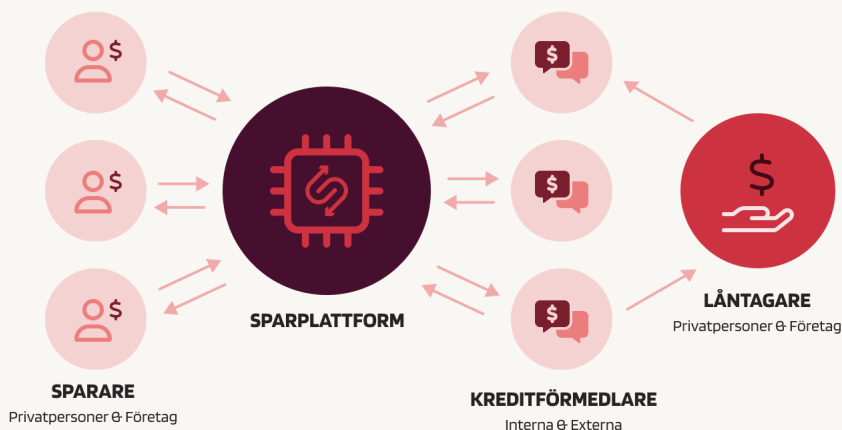 SPARPLATTFORM
SPARARE
Privatpersoner & Företag
KREDITFÖRMEDLARE
Interna & Externa
LÅNTAGARE
Privatpersoner & Företag
$
$
$
$
$
$
$